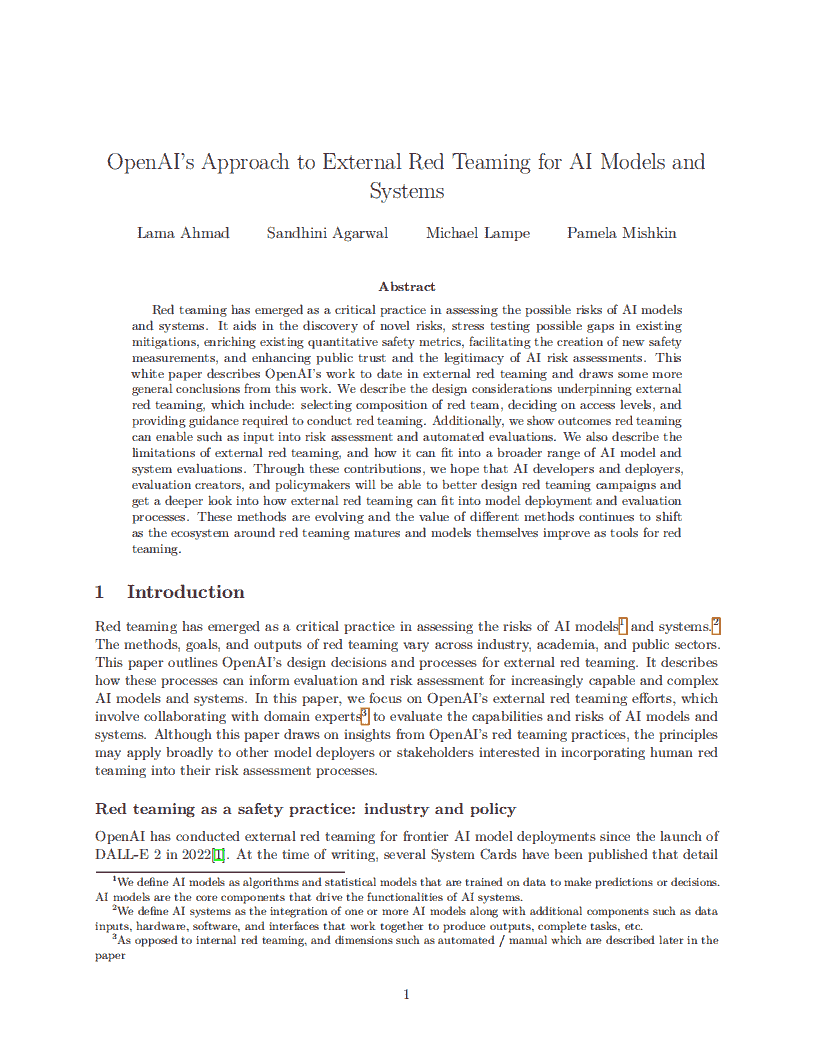 OpenAI's Approach to External Red Teaming for AI Models and
Systems
Lama Ahmad Sandhini Agarwal Michael Lampe Pamela Mishkin
Abstract
Red teaming has emerged as a critical practice in assessing the possible risks of AI models
and systems. It aids in the discovery of novel risks, stress testing possible gaps in existing
mitigations, enriching existing quantitative safety metrics, facilitating the creation of new safety
measurements, and enhancing public trust and the legitimacy of AI risk assessments. This
white paper describes OpenAI's work to date in external red teaming and draws some more
general conclusions from this work. We describe the design considerations underpinning external
red teaming, which include: selecting composition of red team, deciding on access levels, and
providing guidance required to conduct red teaming. Additionally, we show outcomes red teaming
can enable such as input into risk assessment and automated evaluations. We also describe the
limitations of external red teaming, and how it can fit into a broader range of AI model and
system evaluations. Through these contributions, we hope that AI developers and deployers,
evaluation creators, and policymakers will be able to better design red teaming campaigns and
get a deeper look into how external red teaming can fit into model deployment and evaluation
processes. These methods are evolving and the value of different methods continues to shift
as the ecosystem around red teaming matures and models themselves improve as tools for red
teaming.
1 Introduction
Red teaming has emerged as a critical practice in assessing the risks of AI models1 and systems.2
The methods, goals, and outputs of red teaming vary across industry, academia, and public sectors.
This paper outlines OpenAI's design decisions and processes for external red teaming. It describes
how these processes can inform evaluation and risk assessment for increasingly capable and complex
AI models and systems. In this paper, we focus on OpenAI's external red teaming efforts, which
involve collaborating with domain experts3 to evaluate the capabilities and risks of AI models and
systems. Although this paper draws on insights from OpenAI's red teaming practices, the principles
may apply broadly to other model deployers or stakeholders interested in incorporating human red
teaming into their risk assessment processes.
Red teaming as a safety practice: industry and policy
OpenAI has conducted external red teaming for frontier AI model deployments since the launch of
DALL-E 2 in 2022[1]. At the time of writing, several System Cards have been published that detail
1We define AI models as algorithms and statistical models that are trained on data to make predictions or decisions.
AI models are the core components that drive the functionalities of AI systems.
2We define AI systems as the integration of one or more AI models along with additional components such as data
inputs, hardware, software, and interfaces that work together to produce outputs, complete tasks, etc.
3As opposed to internal red teaming, and dimensions such as automated / manual which are described later in the
paper
1